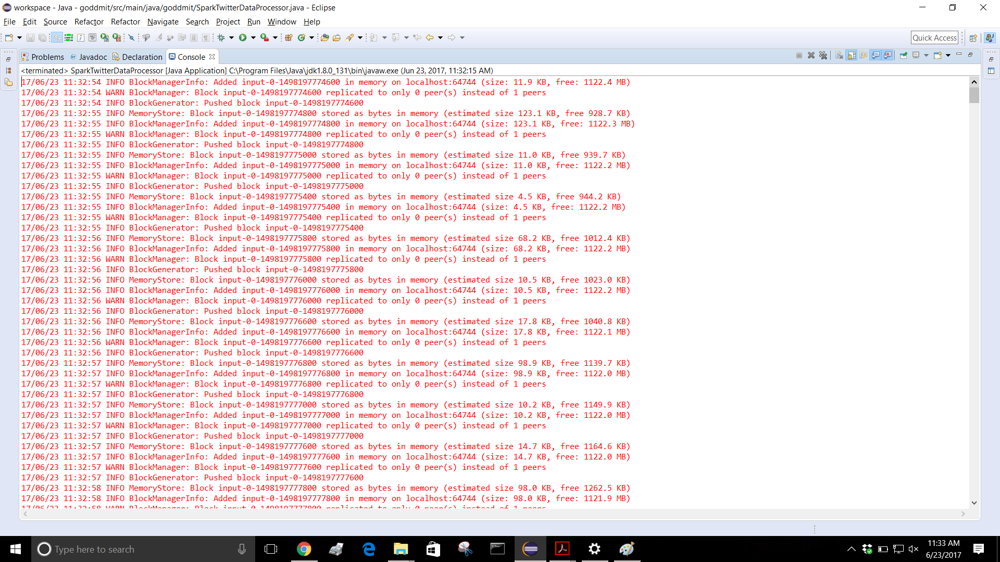 workspace - Java - goddmit/src/main/java/goddmit/SparkTwitterDataProcessor.java - Eclipse
File Edit Source Refactor Refactor Navigate Search Project Run Window Help
Quick Access
Problems @ Javadoc Declaration Console
<terminated> SparkTwitterDataProcessor [Java Application] C:\Program Files\Java\jdk1.8.0_131\bin\javaw.exe (Jun 23, 2017, 11:32:15 AM)
17/06/23 11:32:54 INFO BlockManagerInfo: Added input-0-1498197774600 in memory on localhost:64744 (size: 11.9 KB, free: 1122.4 MB)
17/06/23 11:32:54 WARN BlockManager: Block input-0-1498197774600 replicated to only 0 peer(s) instead of 1 peers
17/06/23 11:32:54 INFO BlockGenerator: Pushed block input-0-1498197774600
17/06/23 11:32:55 INFO MemoryStore: Block input-0-1498197774800 stored as bytes in memory (estimated size 123.1 KB, free 928.7 KB)
17/06/23 11:32:55 INFO BlockManagerInfo: Added input-0-1498197774800 in memory on localhost:64744 (size: 123.1 KB, free: 1122.3 MB)
17/06/23 11:32:55 WARN BlockManager: Block input-0-1498197774800 replicated to only 0 peer(s) instead of 1 peers
17/06/23 11:32:55 INFO BlockGenerator: Pushed block input-0-1498197774800
17/06/23 11:32:55 INFO MemoryStore: Block input-0-1498197775000 stored as bytes in memory (estimated size 11.0 KB, free 939.7 KB)
17/06/23 11:32:55 INFO BlockManagerInfo: Added input-0-1498197775000 in memory on localhost:64744 (size: 11.0 KB, free: 1122.2 MB)
17/06/23 11:32:55 WARN BlockManager: Block input-0-1498197775000 replicated to only 0 peer(s) instead of 1 peers
17/06/23 11:32:55 INFO BlockGenerator: Pushed block input-0-1498197775000
17/06/23 11:32:55 INFO MemoryStore: Block input-0-1498197775400 stored as bytes in memory (estimated size 4.5 KB, free 944.2 KB)
17/06/23 11:32:55 INFO BlockManagerInfo: Added input-0-1498197775400 in memory on localhost:64744 (size: 4.5 KB, free: 1122.2 MB)
17/06/23 11:32:55 WARN BlockManager: Block input-0-1498197775400 replicated to only 0 peer(s) instead of 1 peers
17/06/23 11:32:55 INFO BlockGenerator: Pushed block input-0-1498197775400
17/06/23 11:32:56 INFO MemoryStore: Block input-0-1498197775800 stored as bytes in memory (estimated size 68.2 KB, free 1012.4 KB)
17/06/23 11:32:56 INFO BlockManagerInfo: Added input-0-1498197775800 in memory on localhost:64744 (size: 68.2 KB, free: 1122.2 MB)
17/06/23 11:32:56 WARN BlockManager: Block input-0-1498197775800 replicated to only 0 peer(s) instead of 1 peers
17/06/23 11:32:56 INFO BlockGenerator: Pushed block input-0-1498197775800
17/06/23 11:32:56 INFO MemoryStore: Block input-0-1498197776000 stored as bytes in memory (estimated size 10.5 KB, free 1023.0 KB)
17/06/23 11:32:56 INFO BlockManagerInfo: Added input-0-1498197776000 in memory on localhost:64744 (size: 10.5 KB, free: 1122.2 MB)
17/06/23 11:32:56 WARN BlockManager: Block input-0-1498197776000 replicated to only 0 peer(s) instead of 1 peers
17/06/23 11:32:56 INFO BlockGenerator: Pushed block input-0-1498197776000
17/06/23 11:32:56 INFO MemoryStore: Block input-0-1498197776600 stored as bytes in memory (estimated size 17.8 KB, free 1040.8 KB)
17/06/23 11:32:56 INFO BlockManagerInfo: Added input-0-1498197776600 in memory on localhost:64744 (size: 17.8 KB, free: 1122.1 MB)
17/06/23 11:32:56 WARN BlockManager: Block input-0-1498197776600 replicated to only 0 peer(s) instead of 1 peers
17/06/23 11:32:56 INFO BlockGenerator: Pushed block input-0-1498197776600
17/06/23 11:32:57 INFO MemoryStore: Block input-0-1498197776800 stored as bytes in memory (estimated size 98.9 KB, free 1139.7 KB)
17/06/23 11:32:57 INFO BlockManagerInfo: Added input-0-1498197776800 in memory on localhost:64744 (size: 98.9 KB, free: 1122.0 MB)
17/06/23 11:32:57 WARN BlockManager: Block input-0-1498197776800 replicated to only 0 peer(s) instead of 1 peers
17/06/23 11:32:57 INFO BlockGenerator: Pushed block input-0-1498197776800
17/06/23 11:32:57 INFO MemoryStore: Block input-0-1498197777000 stored as bytes in memory (estimated size 10.2 KB, free 1149.9 KB)
17/06/23 11:32:57 INFO BlockManagerInfo: Added input-0-1498197777000 in memory on localhost:64744 (size: 10.2 KB, free: 1122.0 MB)
17/06/23 11:32:57 WARN BlockManager: Block input-0-1498197777000 replicated to only 0 peer(s) instead of 1 peers
17/06/23 11:32:57 INFO BlockGenerator: Pushed block input-0-1498197777000
17/06/23 11:32:57 INFO MemoryStore: Block input-0-1498197777600 stored as bytes in memory (estimated size 14.7 KB, free 1164.6 KB)
17/06/23 11:32:57 INFO BlockManagerInfo: Added input-0-1498197777600 in memory on localhost:64744 (size: 14.7 KB, free: 1122.0 MB)
17/06/23 11:32:57 WARN BlockManager: Block input-0-1498197777600 replicated to only 0 peer(s) instead of 1 peers
17/06/23 11:32:57 INFO BlockGenerator: Pushed block input-0-1498197777600
17/06/23 11:32:58 INFO MemoryStore: Block input-0-1498197777800 stored as bytes in memory (estimated size 98.0 KB, free 1262.5 KB)
17/06/23 11:32:58 INFO BlockManagerInfo: Added input-0-1498197777800 in memory on localhost:64744 (size: 98.0 KB, free: 1121.9 MB)
17/06/23 11:32:58 WARN BlockManager: Block input-0-1498197777800 replicated to only 0 peer(s) instead of 1 peers
Type here to search
11:33 AM
6/23/2017